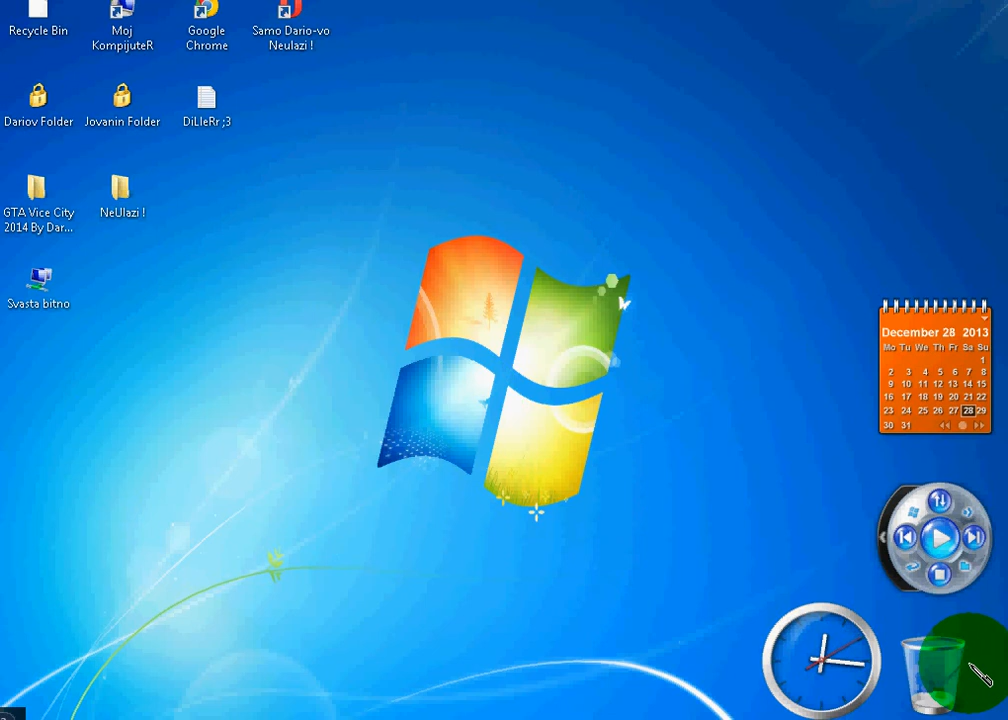 Recycle Bin
Moj
KompijuteR
Google
Chrome
Samo Dario-vo
Neulazi !
Dariov Folder
Jovanin Folder
DiLleRr ;3
GTA Vice City
2014 By Dar...
NeUlazi !
Svasta bitno
December 28 2013
Mo Tu We Th Fr Sa Su
1
2 3 4 5 6 7 8
9 10 11 12 13 14 15
16 17 18 19 20 21 22
23 24 25 26 27 28 29
30 31